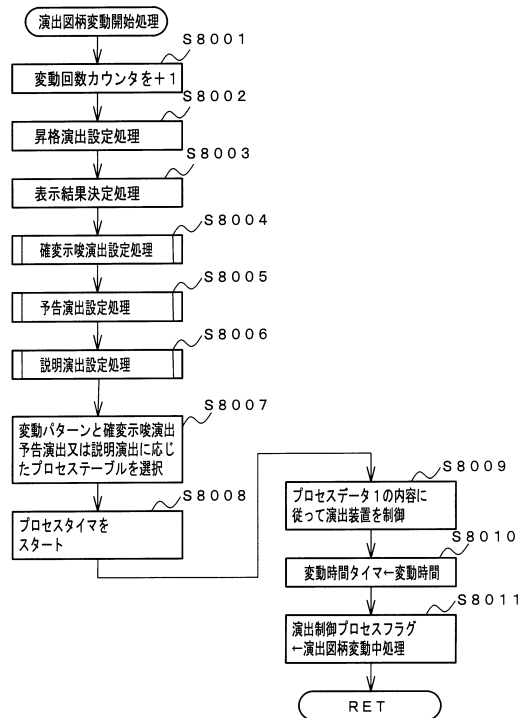 演出図柄変動開始処理
S8001
変動回数カウンタを+1
S8002
昇格演出設定処理
S8003
表示結果決定処理
S8004
確変示唆演出設定処理
S8005
予告演出設定処理
S8006
説明演出設定処理
S8007
変動パターンと確変示唆演出
予告演出又は説明演出に応じ
たプロセステーブルを選択
S8008
プロセスタイマを
スタート
S8009
プロセスデータ1の内容に
従って演出装置を制御
S8010
変動時間タイマ←変動時間
S8011
演出制御プロセスフラグ
←演出図柄変動中処理
RET